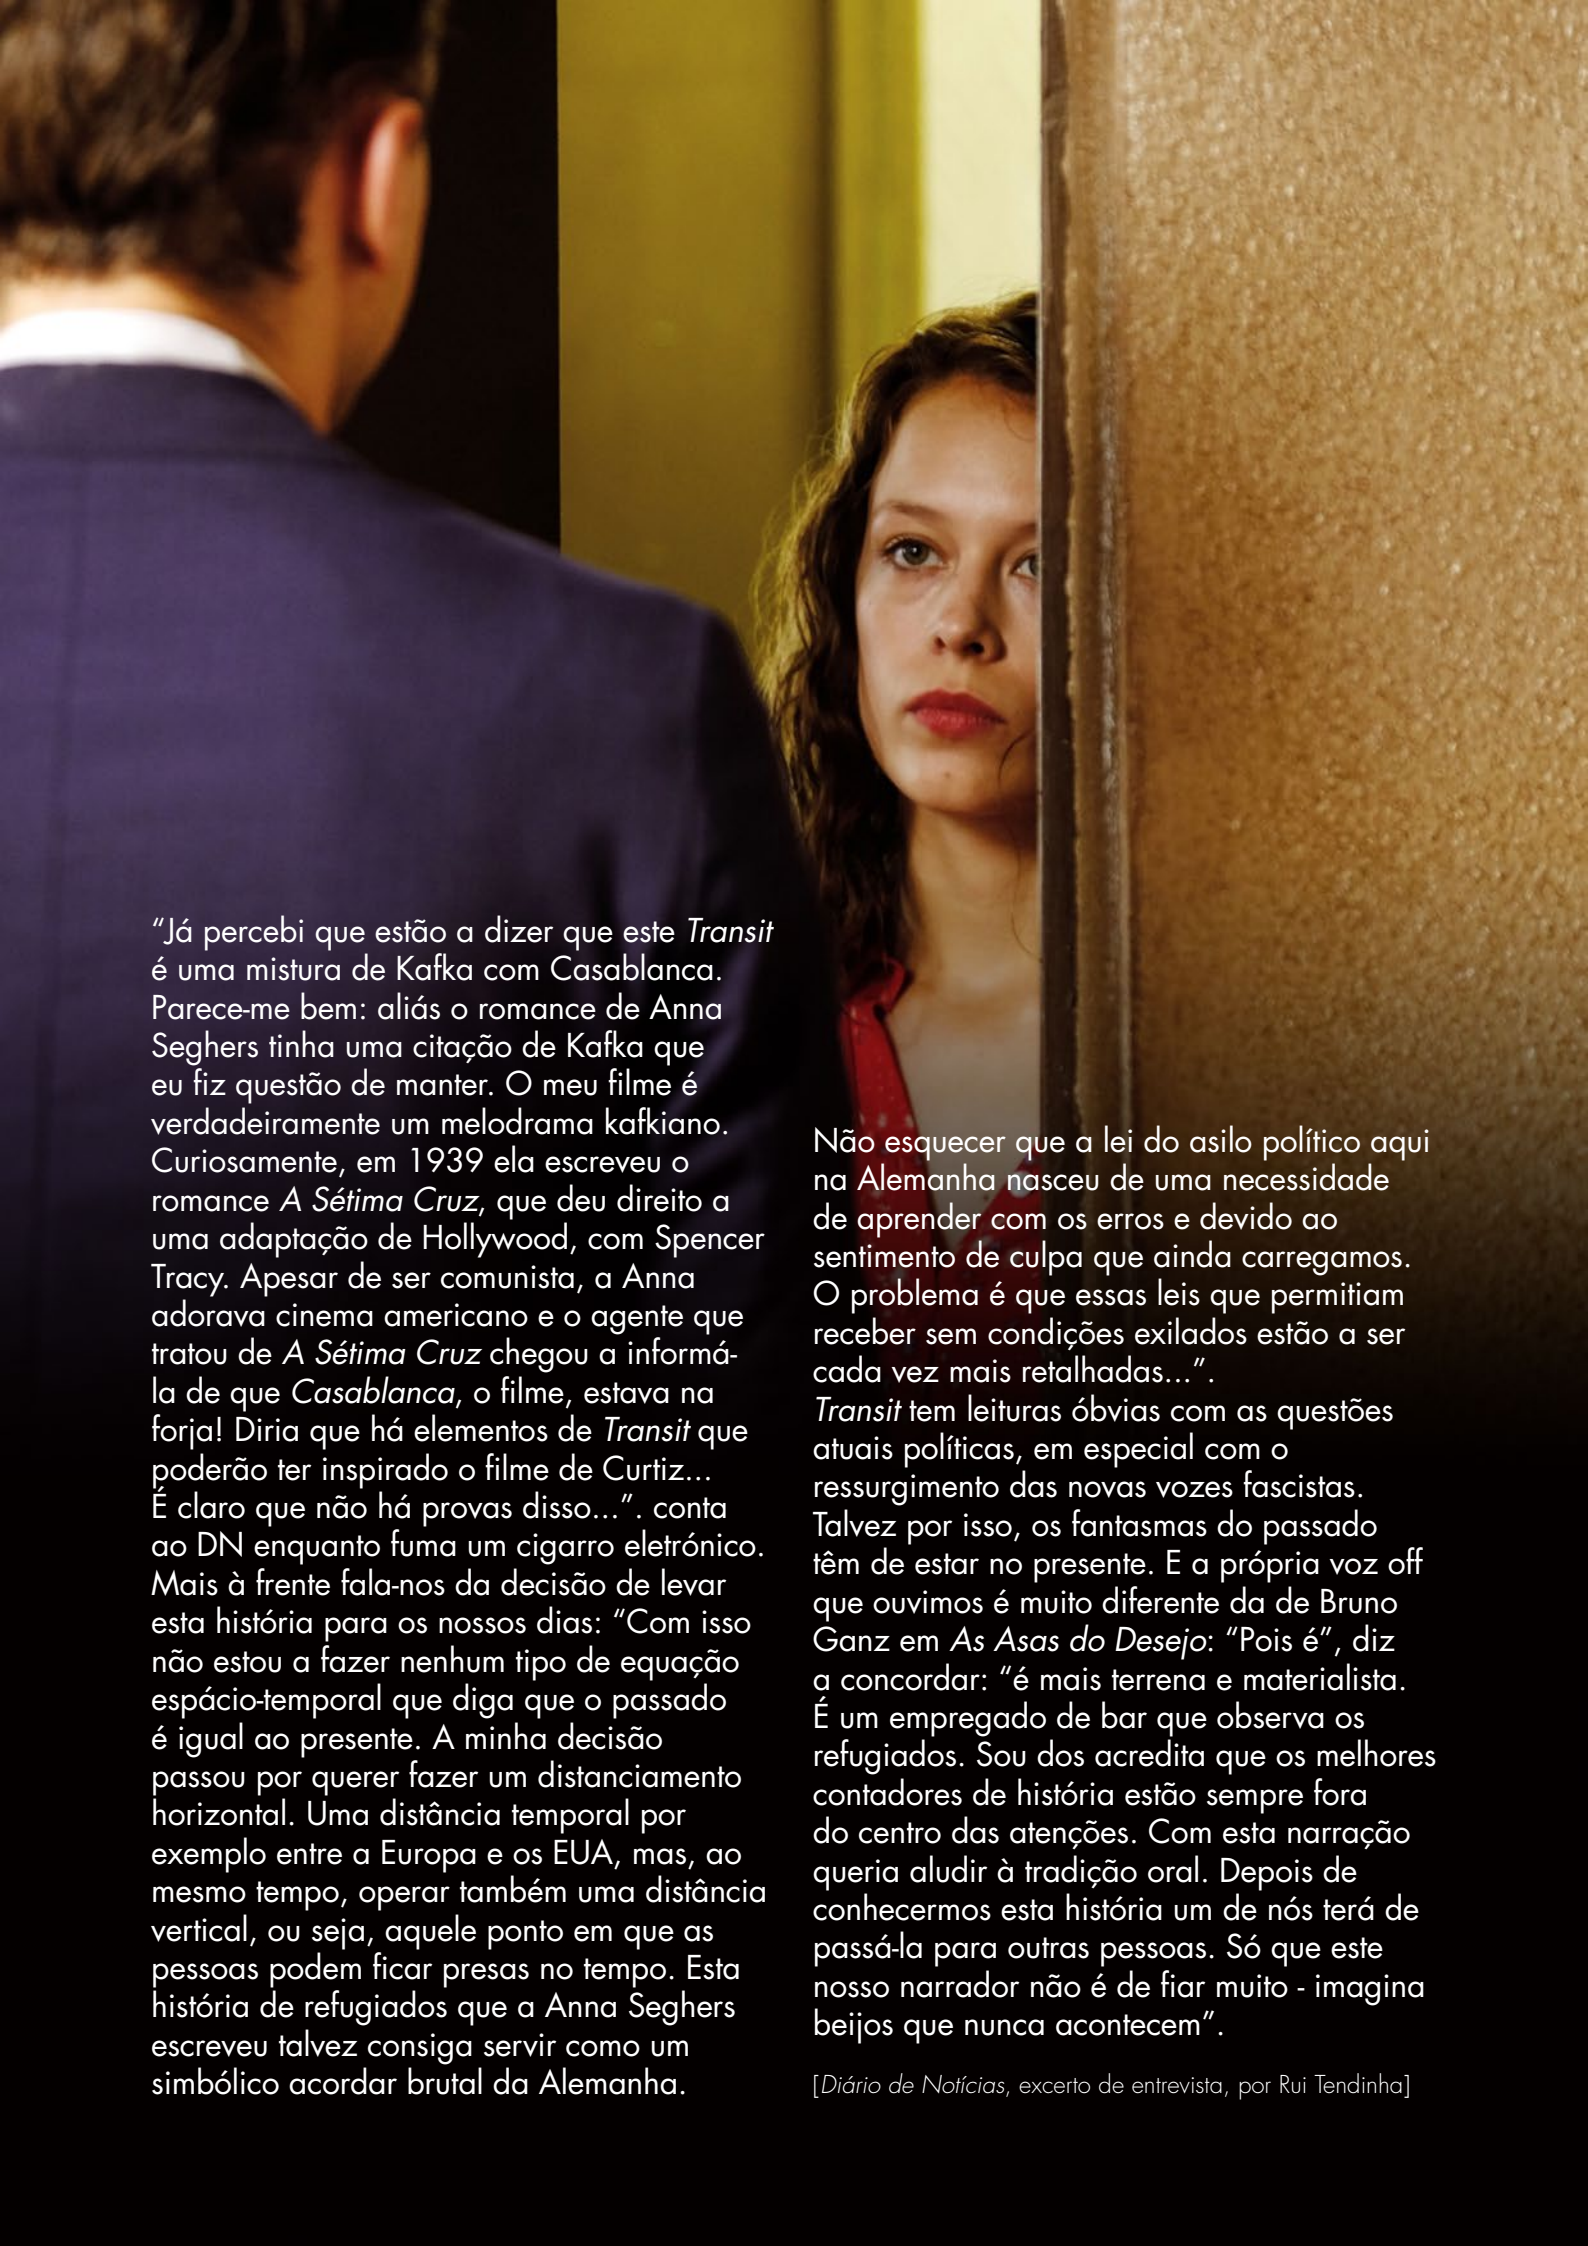 “Já percebi que estão a dizer que este Transit
é uma mistura de Kafka com Casablanca.
Parece-me bem: aliás o romance de Anna
Seghers tinha uma citação de Kafka que
eu fiz questão de manter. O meu filme é
verdadeiramente um melodrama kafkiano.
Curiosamente, em 1939 ela escreveu o
romance A Sétima Cruz, que deu direito a
uma adaptação de Hollywood, com Spencer
Tracy. Apesar de ser comunista, a Anna
adorava cinema americano e o agente que
tratou de A Sétima Cruz chegou a informá-
la de que Casablanca, o filme, estava na
forja! Diria que há elementos de Transit que
poderão ter inspirado o filme de Curtiz...
É claro que não há provas disso...”. conta
ao DN enquanto fuma um cigarro eletrónico.
Mais à frente fala-nos da decisão de levar
esta história para os nossos dias: “Com isso
não estou a fazer nenhum tipo de equação
espácio-temporal que diga que o passado
é igual ao presente. A minha decisão
passou por querer fazer um distanciamento
horizontal. Uma distância temporal por
exemplo entre a Europa e os EUA, mas, ao
mesmo tempo, operar também uma distância
vertical, ou seja, aquele ponto em que as
pessoas podem ficar presas no tempo. Esta
história de refugiados que a Anna Seghers
escreveu talvez consiga servir como um
simbólico acordar brutal da Alemanha.
Não esquecer que a lei do asilo político aqui
na Alemanha nasceu de uma necessidade
de aprender com os erros e devido ao
sentimento de culpa que ainda carregamos.
O problema é que essas leis que permitiam
receber sem condições exilados estão a ser
cada vez mais retalhadas...”.
Transit tem leituras óbvias com as questões
atuais políticas, em especial com o
ressurgimento das novas vozes fascistas.
Talvez por isso, os fantasmas do passado
têm de estar no presente. E a própria voz off
que ouvimos é muito diferente da de Bruno
Ganz em As Asas do Desejo: “Pois é”, diz
a concordar: “é mais terrena e materialista.
É um empregado de bar que observa os
refugiados. Sou dos acredita que os melhores
contadores de história estão sempre fora
do centro das atenções. Com esta narração
queria aludir à tradição oral. Depois de
conhecermos esta história um de nós terá de
passá-la para outras pessoas. Só que este
nosso narrador não é de fiar muito - imagina
beijos que nunca acontecem”.
[Diário de Notícias, excerto de entrevista, por Rui Tendinha]